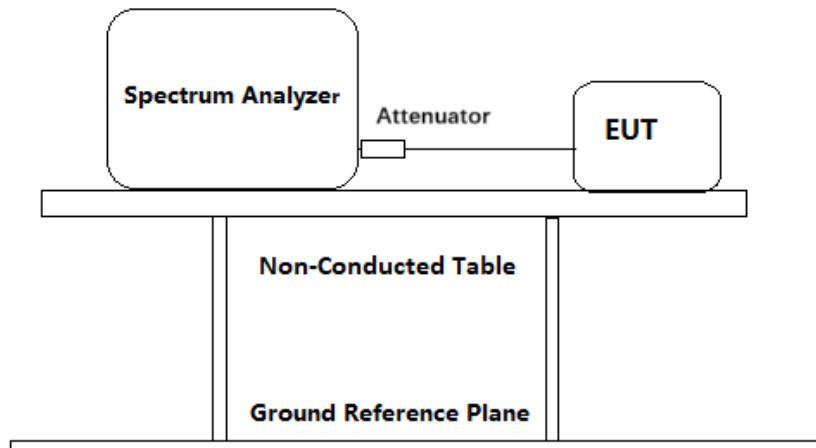 Spectrum Analyzer
Attenuator
EUT
Non-Conducted Table
Ground Reference Plane